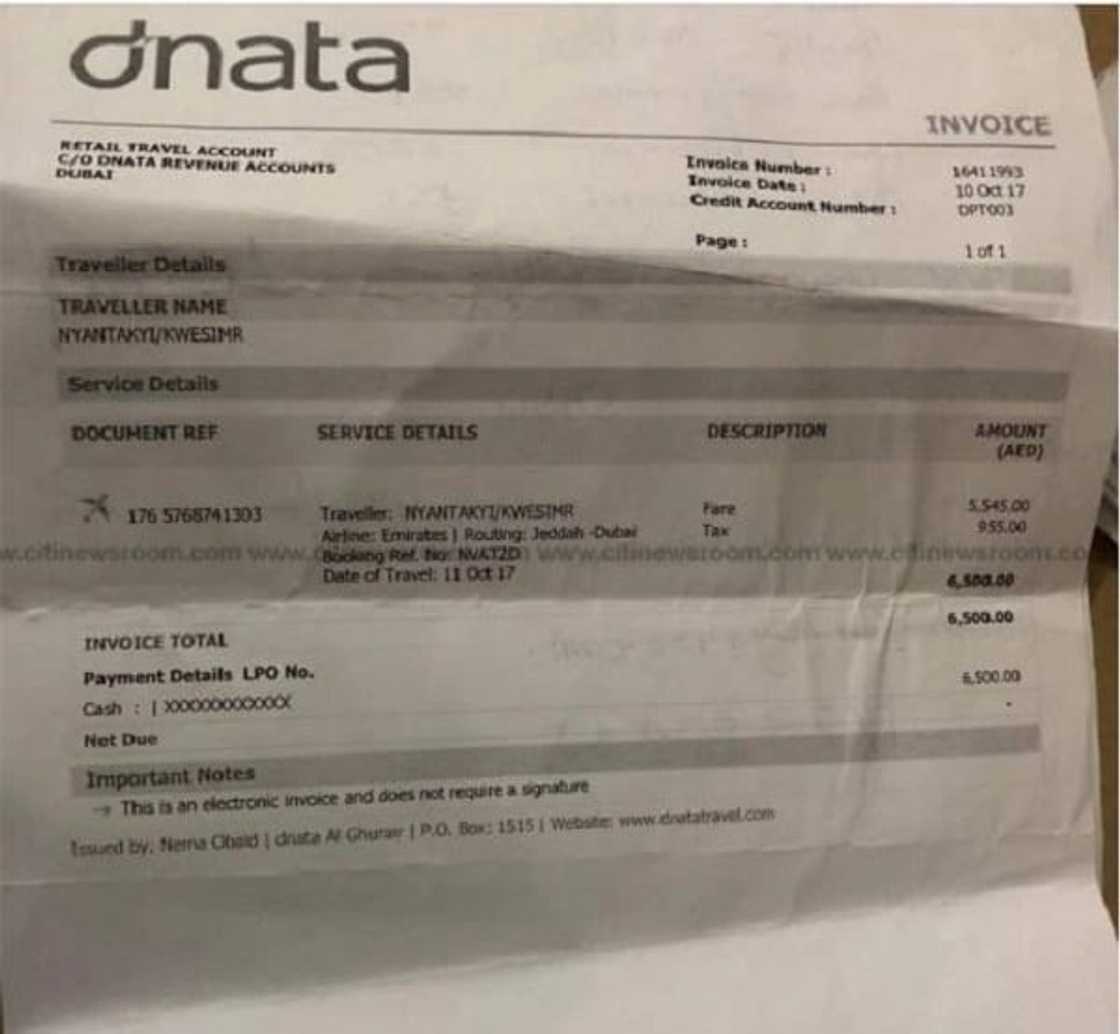 dnata
INVOICE
RETAIL TRAVEL ACCOUNT
C/O DNATA REVENUE ACCOUNTS
DUBAI
Invoice Number : 16411993
Invoice Date : 10 Oct 17
Credit Account Number : DPT003
Page : 1 of 1
Traveller Details
TRAVELLER NAME
NYANTAKYI/KWESIMR
Service Details
DOCUMENT REF SERVICE DETAILS DESCRIPTION AMOUNT
(AED)
176 5768741303 Traveller: NYANTAKYI/KWESIMR Fare 5,545.00
Airline: Emirates | Routing: Jeddah -Dubai Tax 955.00
www.citinewsroom.com www.citinewsroom.com
Booking Ref. No: NVAT2D
Date of Travel: 11 Oct 17 6,500.00
INVOICE TOTAL 6,500.00
Payment Details LPO No.
Cash : | XXXXXXXXXXXX 6,500.00
Net Due -
Important Notes
→ This is an electronic invoice and does not require a signature
Issued by: Nema Obaid | dnata Al Ghurair | P.O. Box: 1515 | Website: www.dnatatravel.com